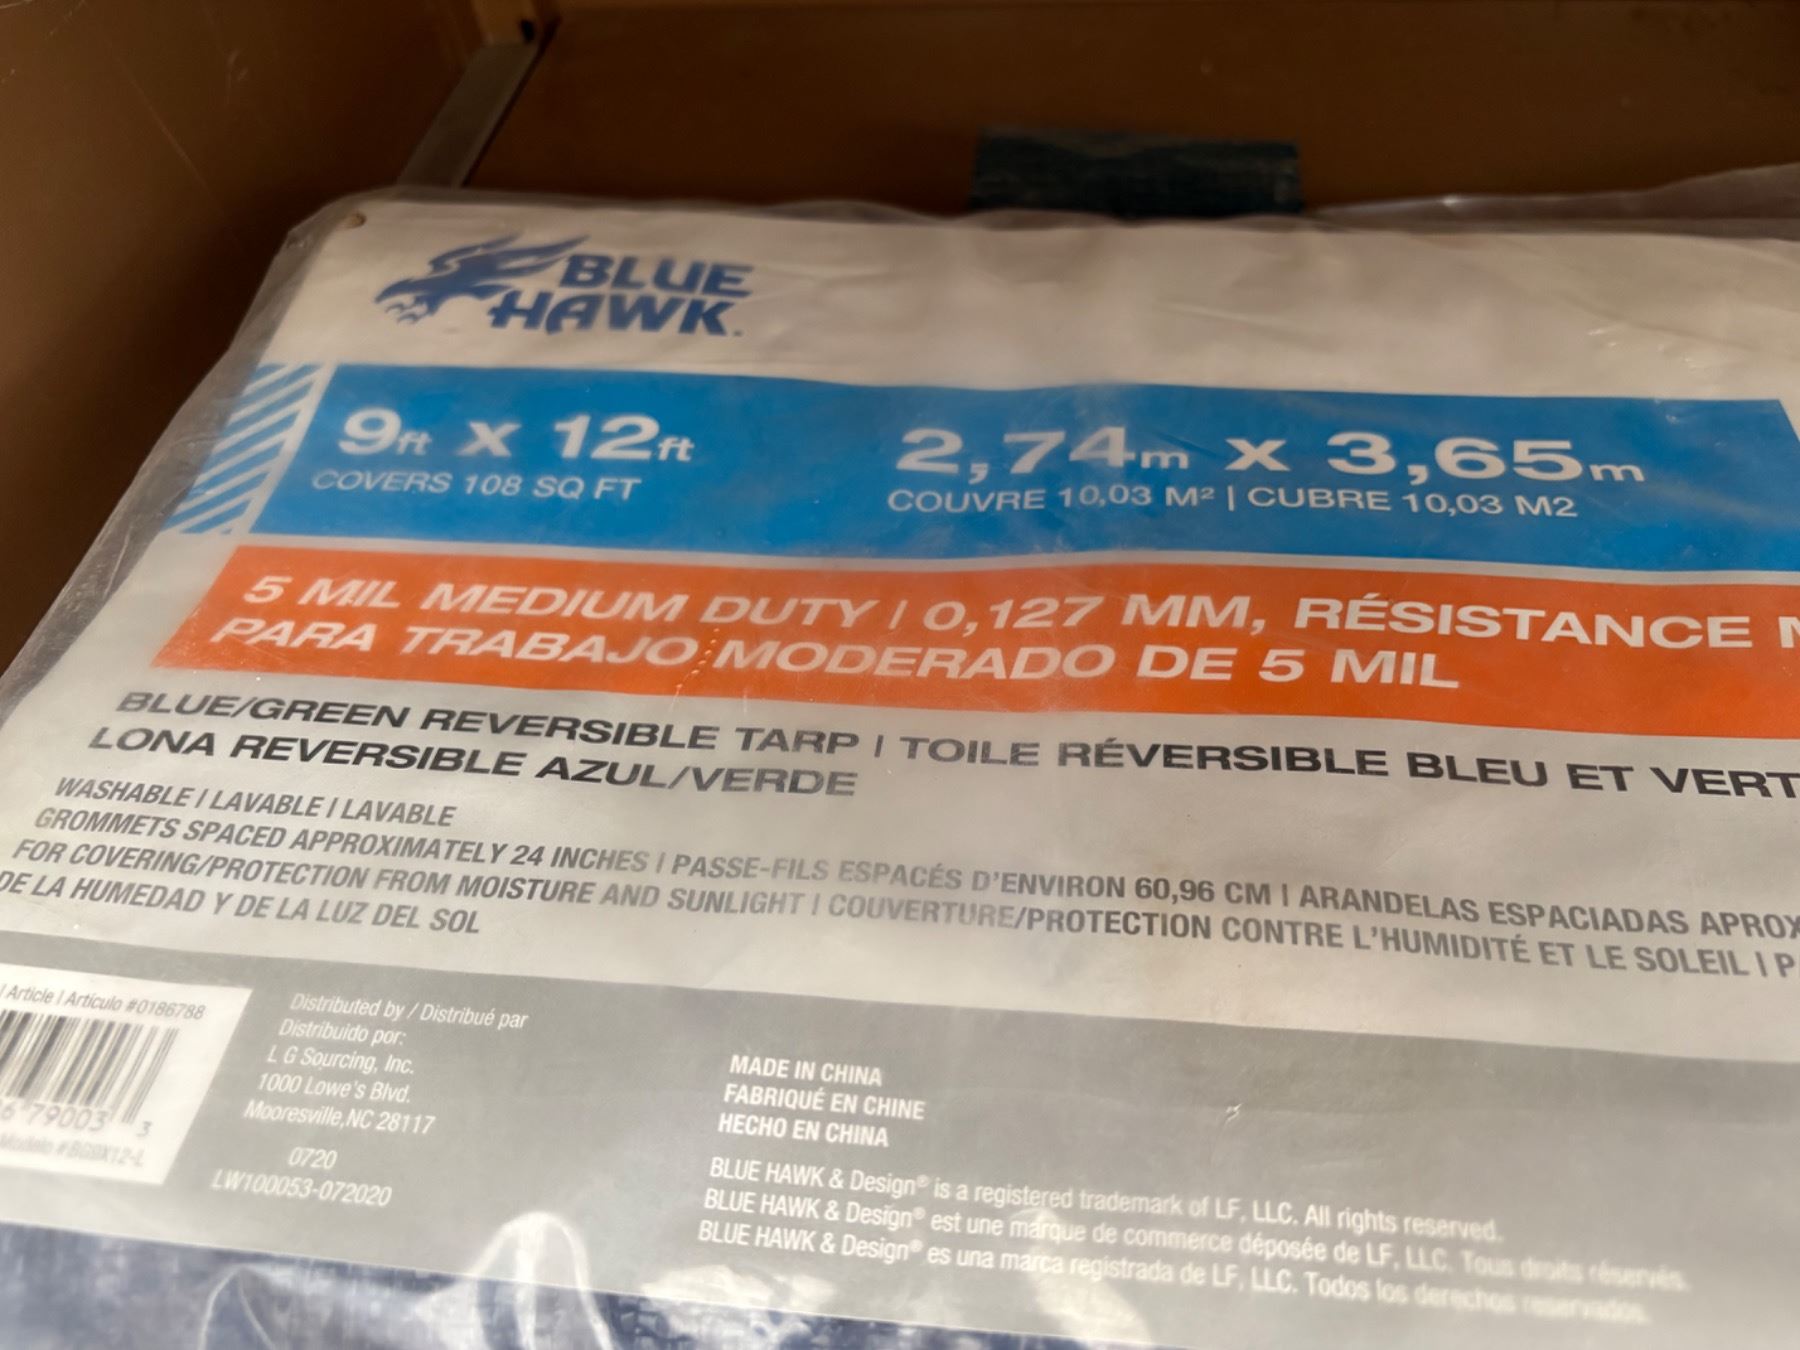 BLUE
HAWK.
9ft x 12ft
COVERS 108 SQ FT
2,74m x 3,65m
COUVRE 10,03 M² | CUBRE 10,03 M2
5 MIL MEDIUM DUTY | 0,127 MM, RÉSISTANCE
PARA TRABAJO MODERADO DE 5 MIL
BLUE/GREEN REVERSIBLE TARP | TOILE RÉVERSIBLE BLEU ET VERT
LONA REVERSIBLE AZUL/VERDE
WASHABLE | LAVABLE | LAVABLE
GROMMETS SPACED APPROXIMATELY 24 INCHES | PASSE-FILS ESPACÉS D'ENVIRON 60,96 CM | ARANDELAS ESPACIADAS APROX
FOR COVERING/PROTECTION FROM MOISTURE AND SUNLIGHT | COUVERTURE/PROTECTION CONTRE L'HUMIDITÉ ET LE SOLEIL | P
DE LA HUMEDAD Y DE LA LUZ DEL SOL
| Article | Artículo #0186788
6 79003 3
Modelo #BG9X12-L
Distributed by / Distribué par
Distribuido por:
L G Sourcing, Inc.
1000 Lowe's Blvd.
Mooresville,NC 28117
0720
LW100053-072020
MADE IN CHINA
FABRIQUÉ EN CHINE
HECHO EN CHINA
BLUE HAWK & Design® is a registered trademark of LF, LLC. All rights reserved.
BLUE HAWK & Design® est une marque de commerce déposée de LF, LLC. Tous droits réservés.
BLUE HAWK & Design® es una marca registrada de LF, LLC. Todos los derechos reservados.